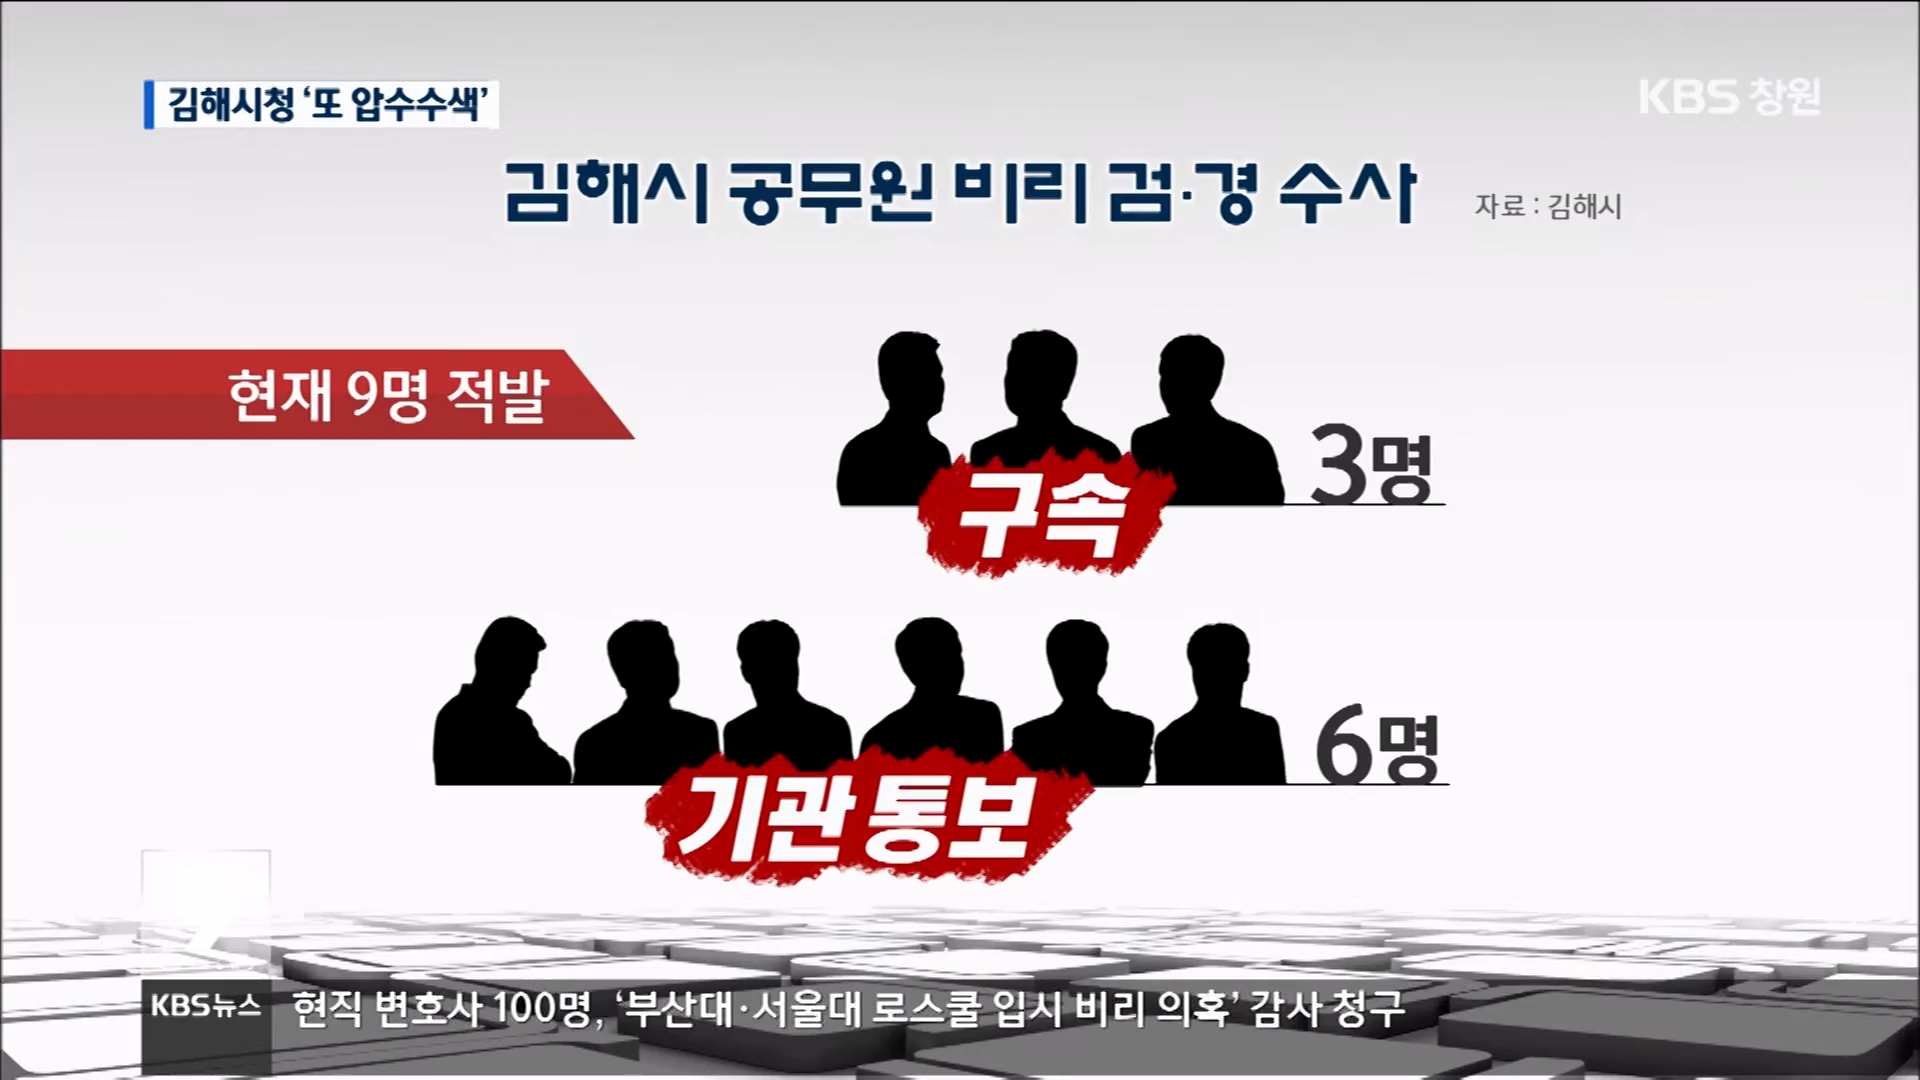 김해시청 ‘또 압수수색’
KBS 창원
김해시 공무원 비리 검·경 수사
자료 : 김해시
현재 9명 적발
3명
구속
6명
기관 통보
9
KBS뉴스
현직 변호사 100명, ‘부산대·서울대 로스쿨 입시 비리 의혹’ 감사 청구